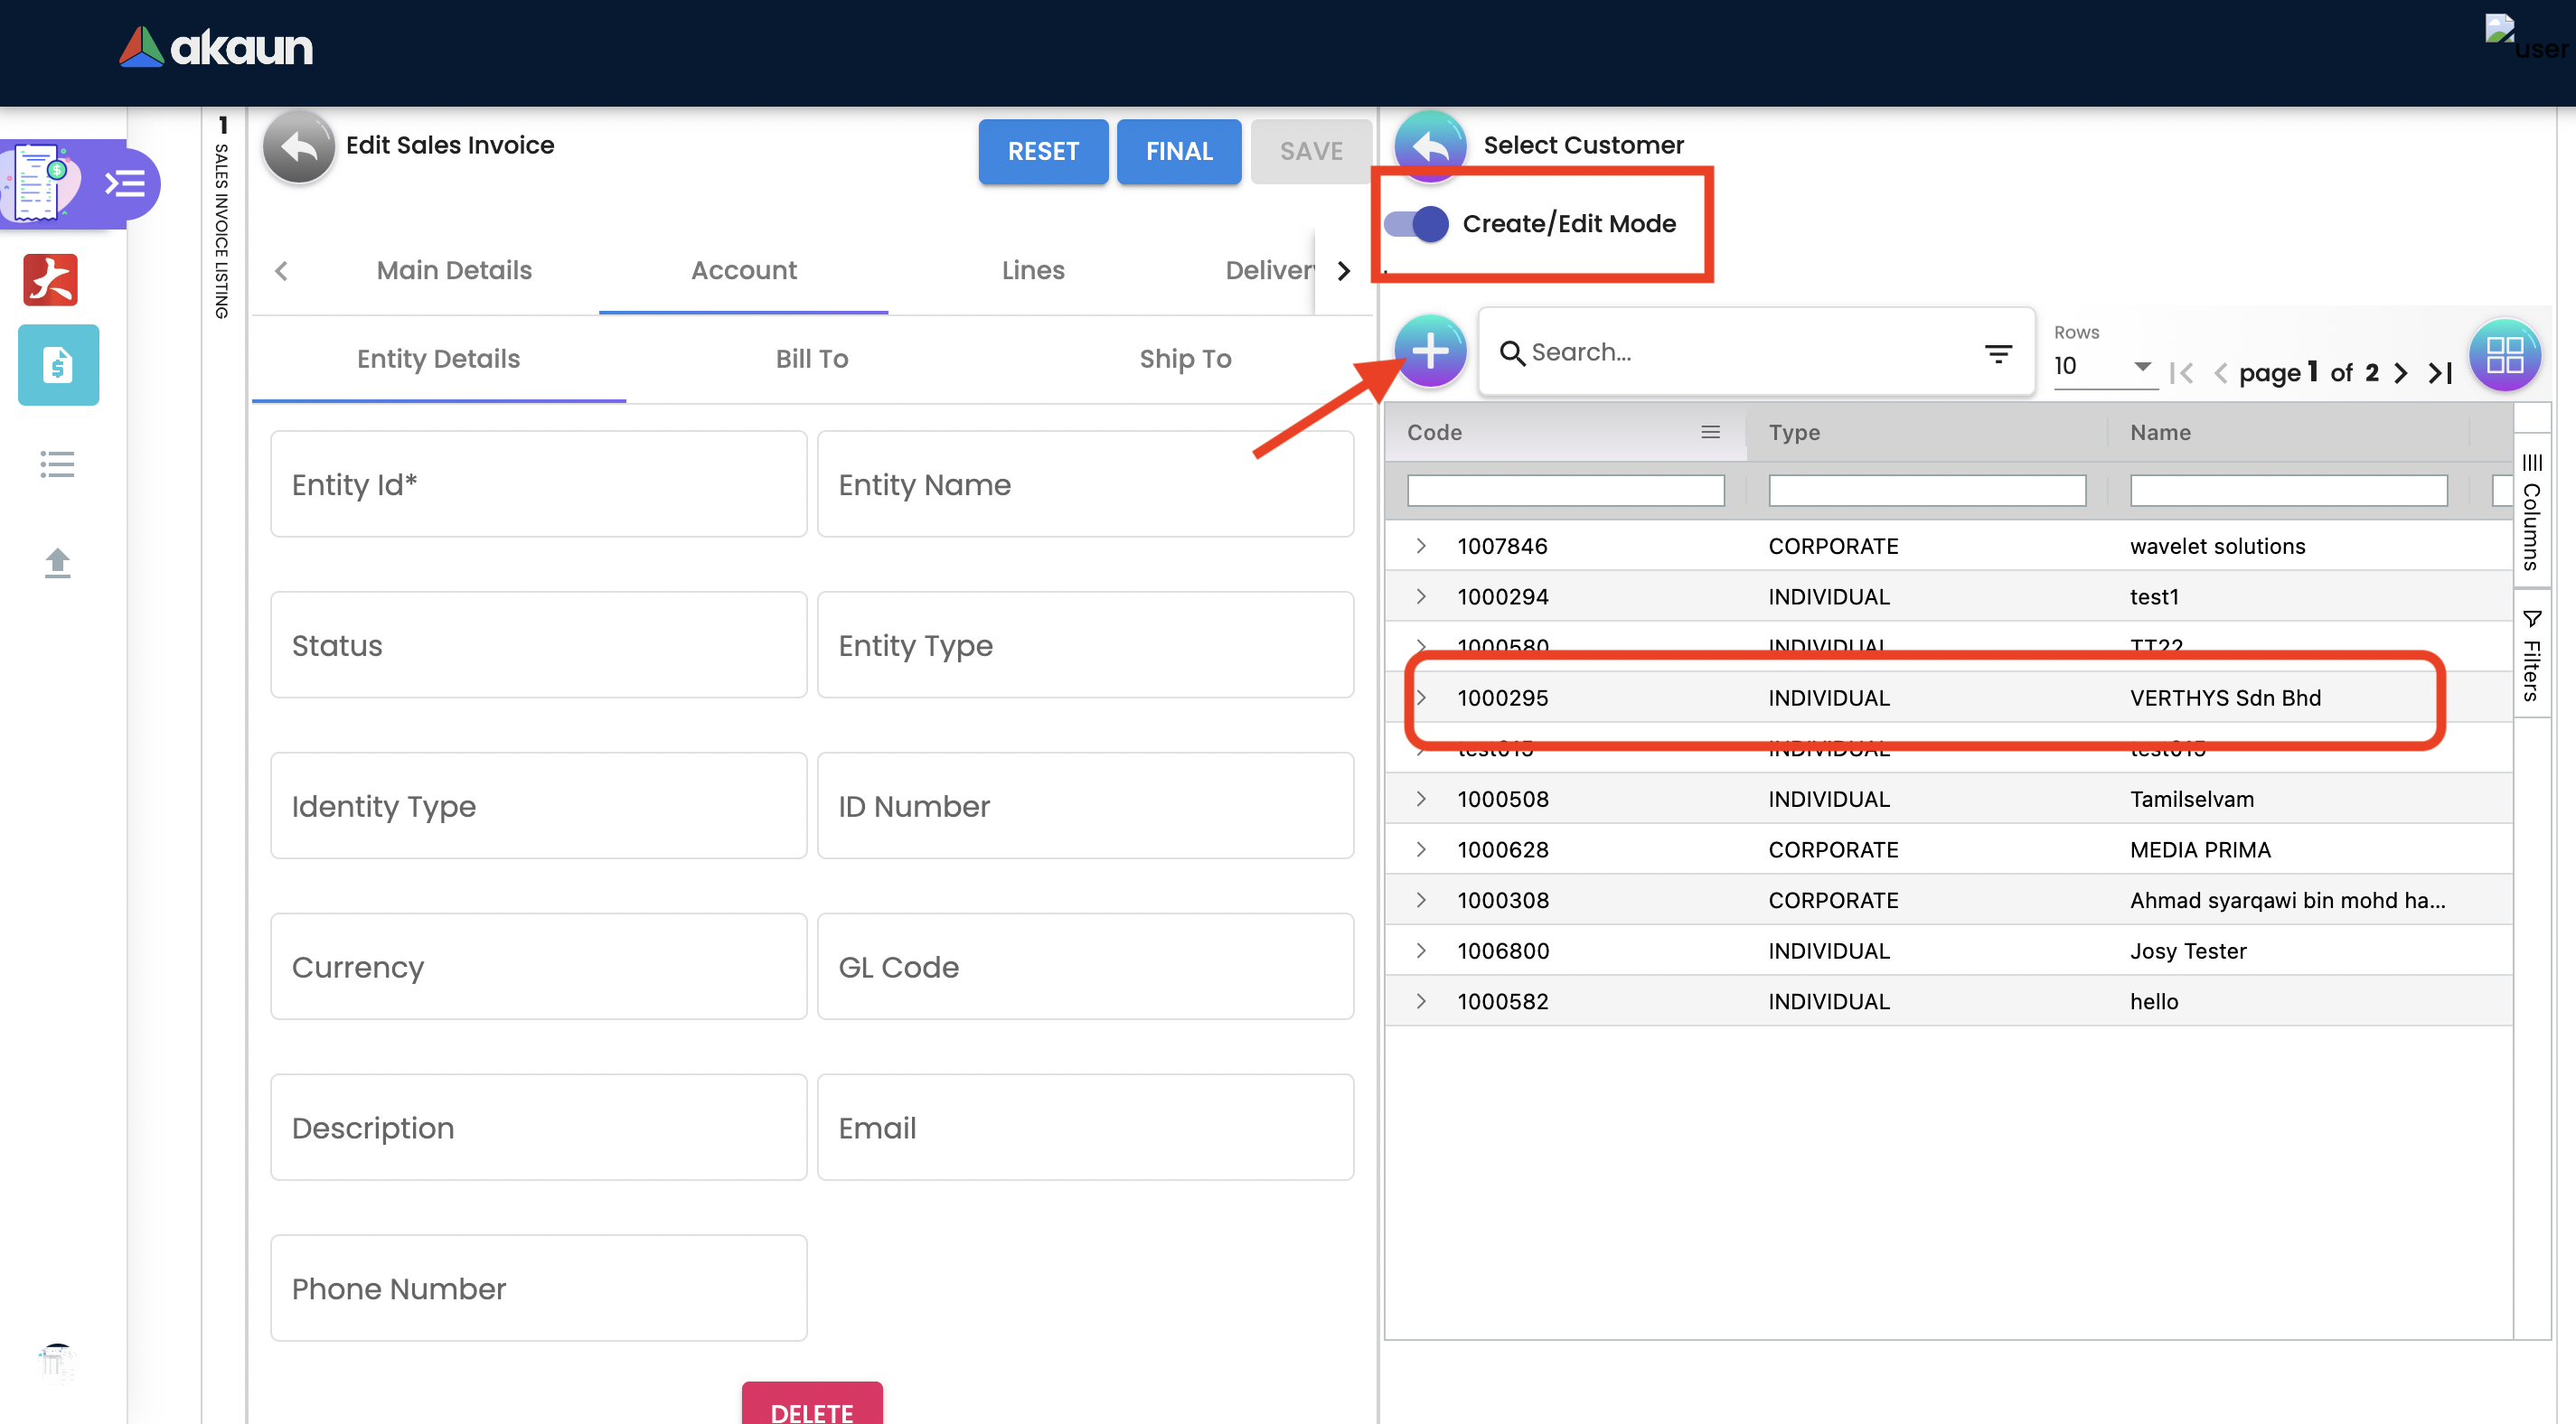 akaun
user
1 SALES INVOICE LISTING
Edit Sales Invoice
RESET
FINAL
SAVE
Main Details
Account
Lines
Delivery
Entity Details
Bill To
Ship To
Entity Id*
Entity Name
Status
Entity Type
Identity Type
ID Number
Currency
GL Code
Description
Email
Phone Number
DELETE
Select Customer
Create/Edit Mode
Search...
Rows
10
page 1 of 2
Code Type Name
1007846 CORPORATE wavelet solutions
1000294 INDIVIDUAL test1
1000580 INDIVIDUAL TT22
1000295 INDIVIDUAL VERTHYS Sdn Bhd
test015 INDIVIDUAL test015
1000508 INDIVIDUAL Tamilselvam
1000628 CORPORATE MEDIA PRIMA
1000308 CORPORATE Ahmad syarqawi bin mohd ha...
1006800 INDIVIDUAL Josy Tester
1000582 INDIVIDUAL hello
Columns
Filters